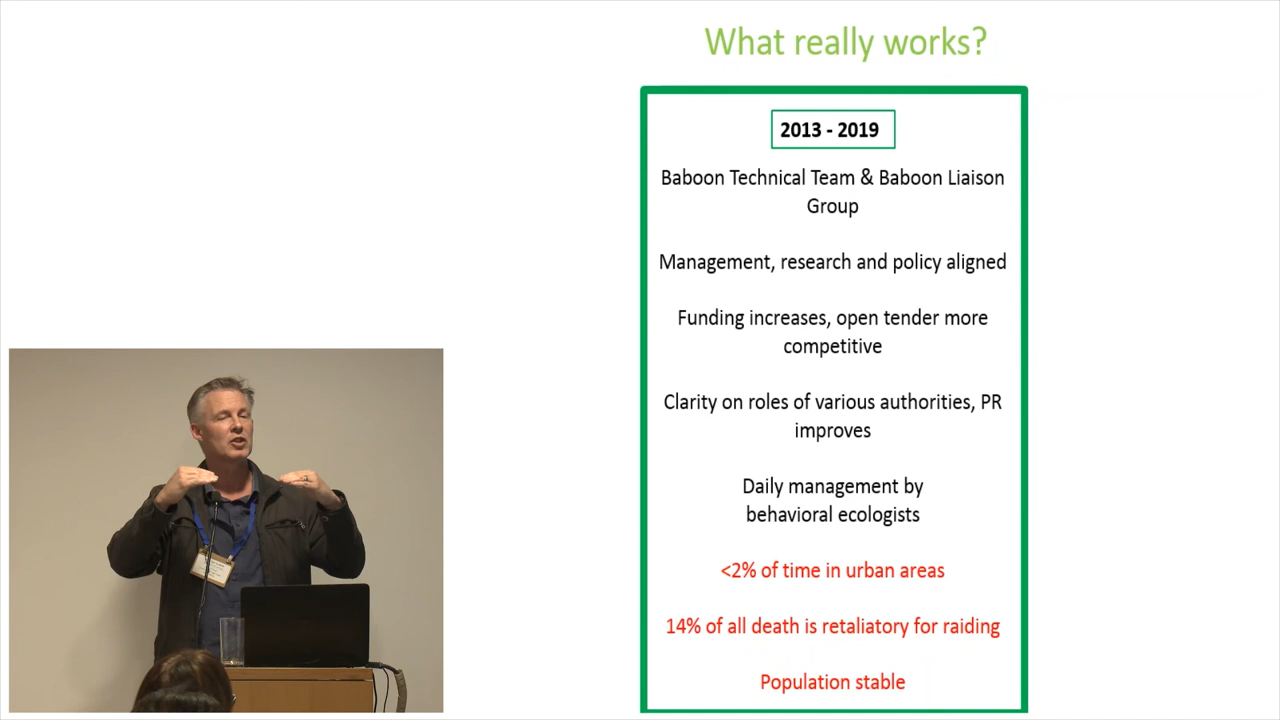 What really works?
2013 - 2019
Baboon Technical Team & Baboon Liaison
Group
Management, research and policy aligned
Funding increases, open tender more
competitive
Clarity on roles of various authorities, PR
improves
Daily management by
behavioral ecologists
<2% of time in urban areas
14% of all death is retaliatory for raiding
Population stable